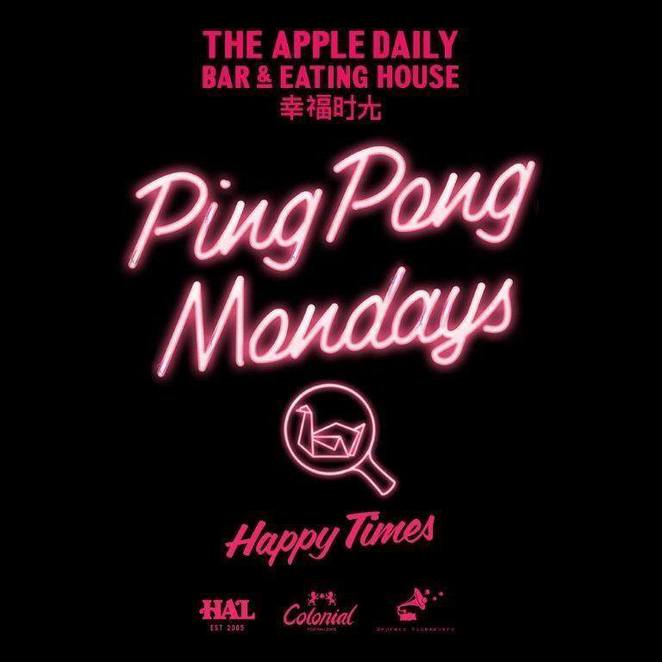 THE APPLE DAILY
BAR & EATING HOUSE
幸福时光
Ping Pong
Mondays
Happy Times
HAL
EST 2005
Colonial